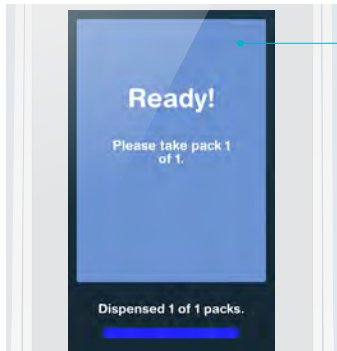 Ready!
Please take pack 1
of 1.
Dispensed 1 of 1 packs.